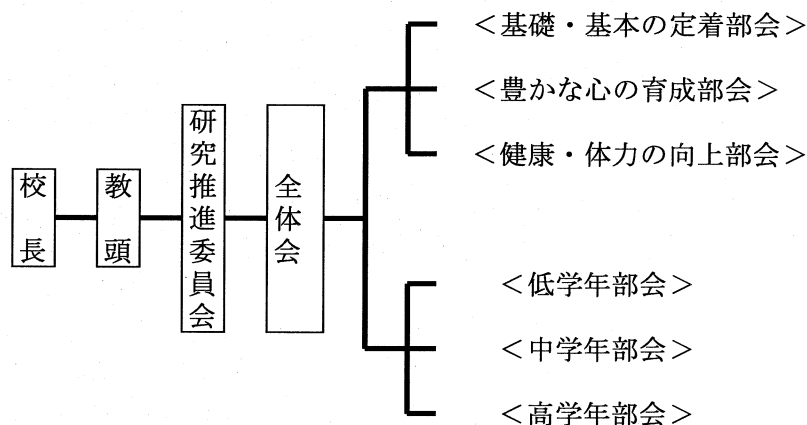 校長
教頭
研究推進委員会
全体会
＜基礎・基本の定着部会＞
＜豊かな心の育成部会＞
＜健康・体力の向上部会＞
＜低学年部会＞
＜中学年部会＞
＜高学年部会＞